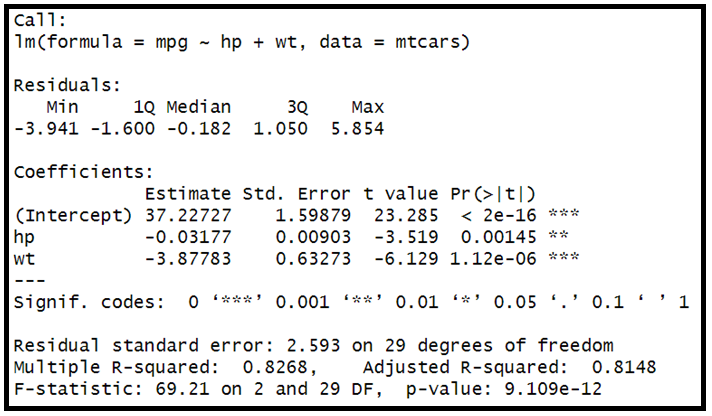 Call:
lm(formula = mpg ~ hp + wt, data = mtcars)
Residuals:
Min 1Q Median 3Q Max
-3.941 -1.600 -0.182 1.050 5.854
Coefficients:
Estimate Std. Error t value Pr(>|t|)
(Intercept) 37.22727 1.59879 23.285 < 2e-16 ***
hp -0.03177 0.00903 -3.519 0.00145 **
wt -3.87783 0.63273 -6.129 1.12e-06 ***
---
Signif. codes: 0 ‘***’ 0.001 ‘**’ 0.01 ‘*’ 0.05 ‘.’ 0.1 ‘ ’ 1
Residual standard error: 2.593 on 29 degrees of freedom
Multiple R-squared: 0.8268, Adjusted R-squared: 0.8148
F-statistic: 69.21 on 2 and 29 DF, p-value: 9.109e-12